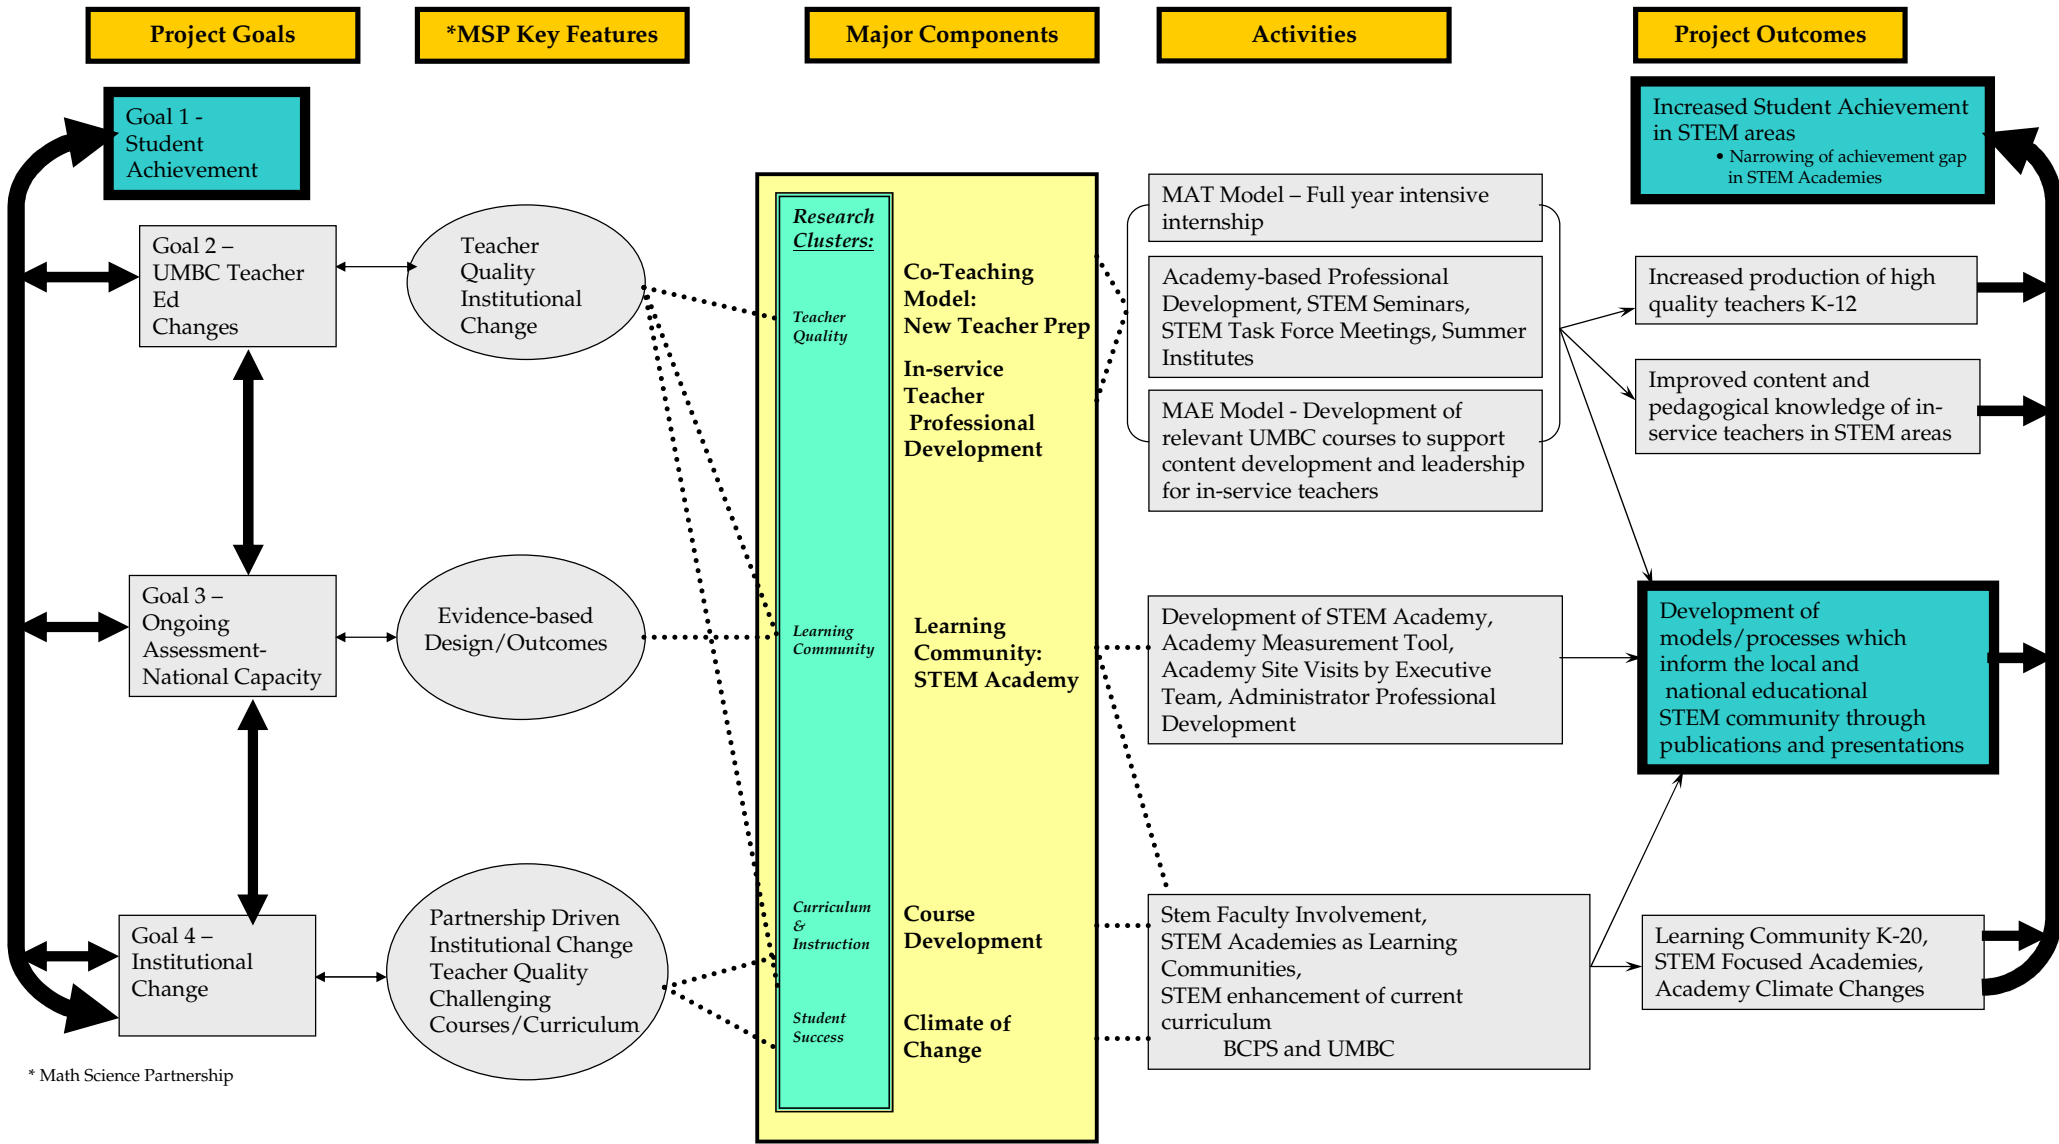 Project Goals
*MSP Key Features
Major Components
Activities
Project Outcomes
Goal 1 -
Student
Achievement
Goal 2 –
UMBC Teacher
Ed
Changes
Goal 3 –
Ongoing
Assessment-
National Capacity
Goal 4 –
Institutional
Change
* Math Science Partnership
Teacher
Quality
Institutional
Change
Evidence-based
Design/Outcomes
Partnership Driven
Institutional Change
Teacher Quality
Challenging
Courses/Curriculum
Research
Clusters:
Teacher
Quality
Learning
Community
Curriculum
&
Instruction
Student
Success
Co-Teaching
Model:
New Teacher Prep
In-service
Teacher
Professional
Development
Learning
Community:
STEM Academy
Course
Development
Climate of
Change
MAT Model – Full year intensive
internship
Academy-based Professional
Development, STEM Seminars,
STEM Task Force Meetings, Summer
Institutes
MAE Model - Development of
relevant UMBC courses to support
content development and leadership
for in-service teachers
Development of STEM Academy,
Academy Measurement Tool,
Academy Site Visits by Executive
Team, Administrator Professional
Development
Stem Faculty Involvement,
STEM Academies as Learning
Communities,
STEM enhancement of current
curriculum
BCPS and UMBC
Increased Student Achievement
in STEM areas
• Narrowing of achievement gap
in STEM Academies
Increased production of high
quality teachers K-12
Improved content and
pedagogical knowledge of in-
service teachers in STEM areas
Development of
models/processes which
inform the local and
national educational
STEM community through
publications and presentations
Learning Community K-20,
STEM Focused Academies,
Academy Climate Changes